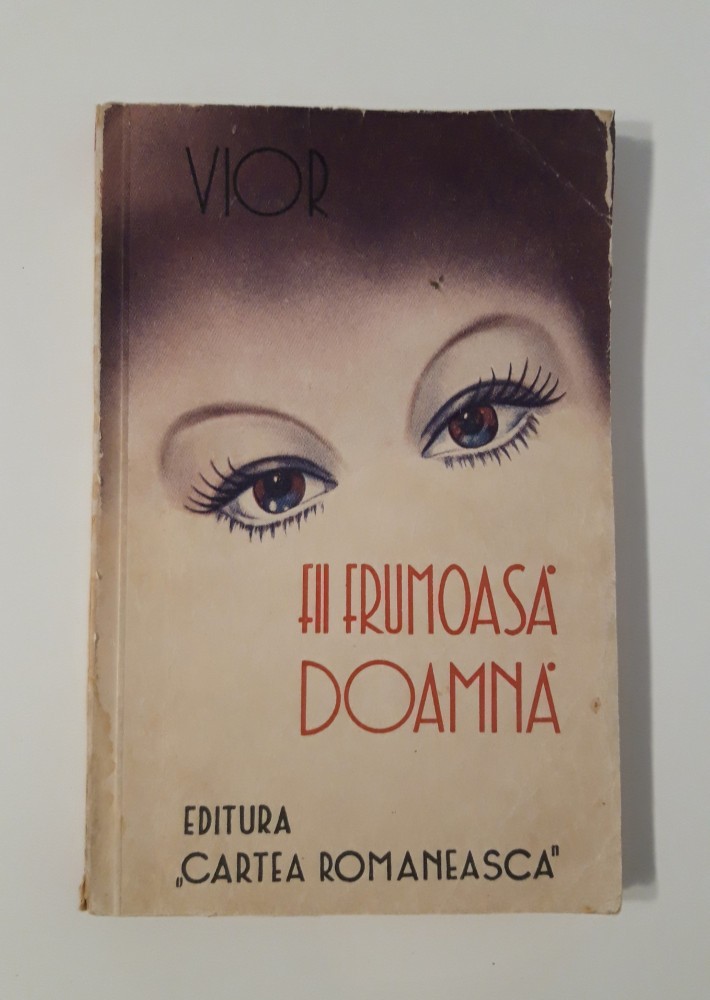 VIOR
FII FRUMOASĂ
DOAMNĂ
EDITURA
„CARTEA ROMANEASCA"